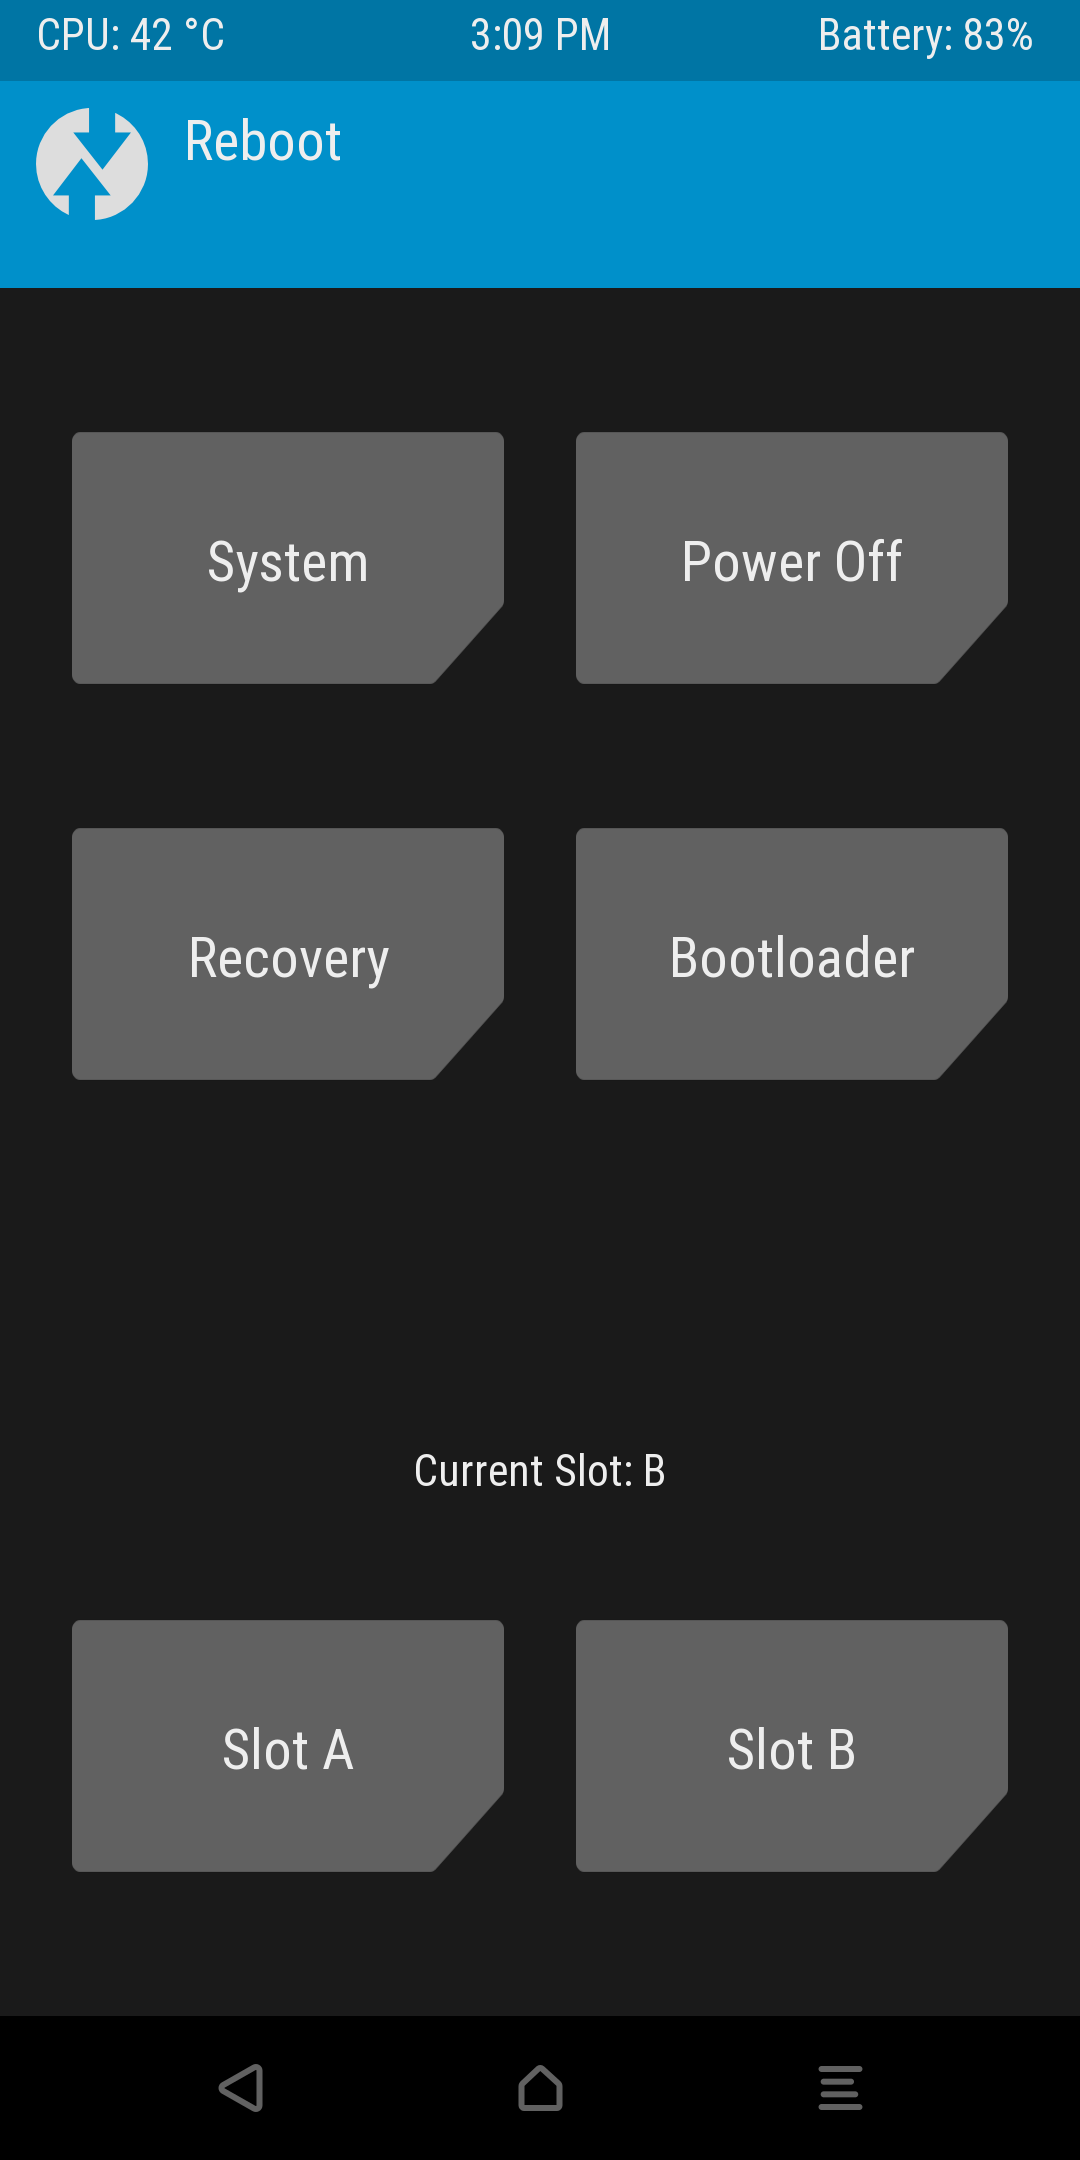 CPU: 42 °C 3:09 PM Battery: 83%
Reboot
System Power Off
Recovery Bootloader
Current Slot: B
Slot A Slot B